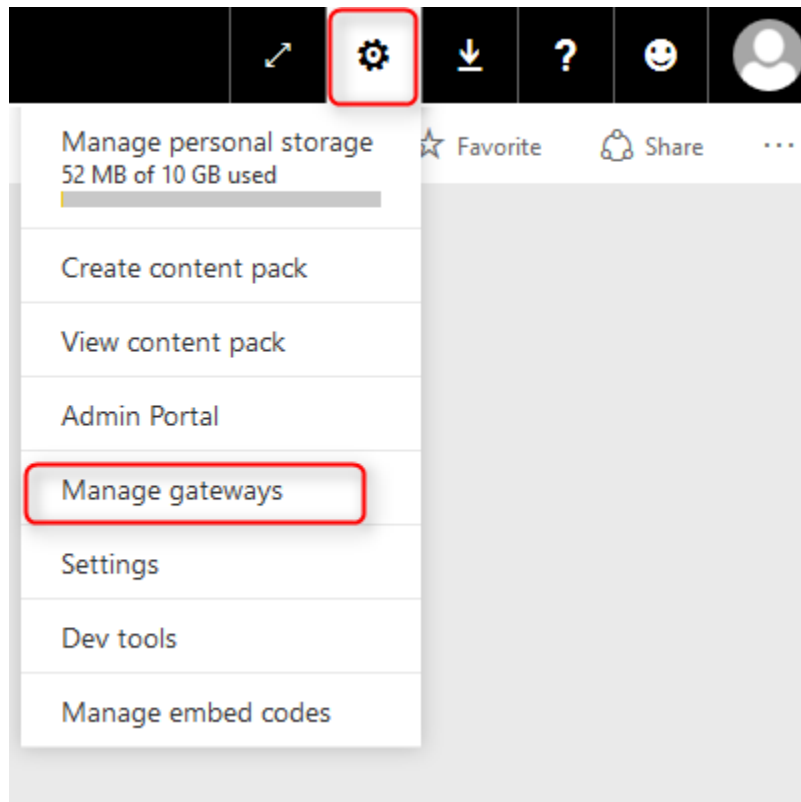 ?
Manage personal storage
52 MB of 10 GB used
Favorite
Share
...
Create content pack
View content pack
Admin Portal
Manage gateways
Settings
Dev tools
Manage embed codes